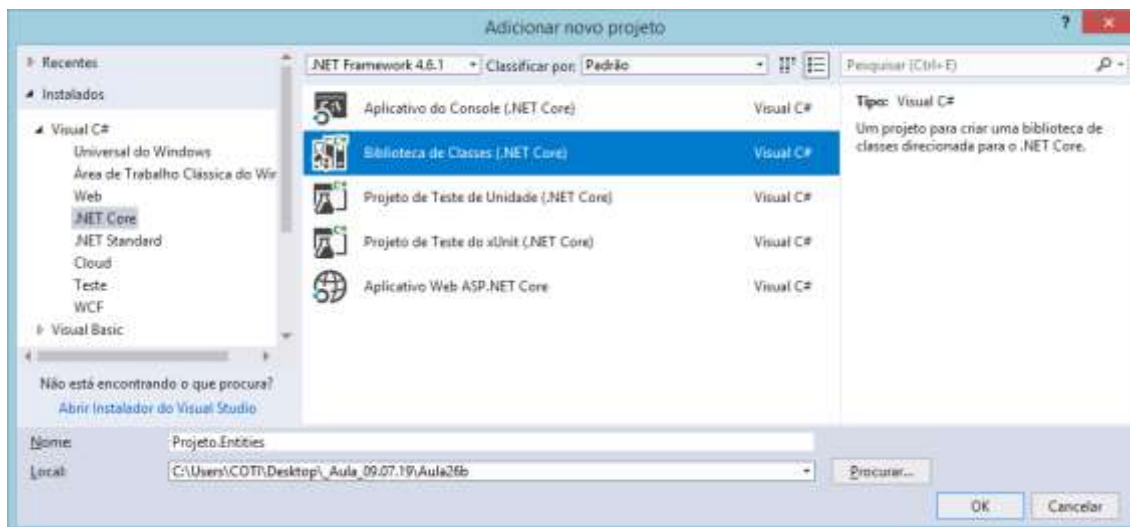 Adicionar novo projeto
?
Recentes
Instalados
Visual C#
Universal do Windows
Área de Trabalho Clássica do Wir
Web
.NET Core
.NET Standard
Cloud
Teste
WCF
Visual Basic
Não está encontrando o que procura?
Abrir Instalador do Visual Studio
.NET Framework 4.6.1 Classificar por: Padrão
Aplicativo do Console (.NET Core) Visual C#
Biblioteca de Classes (.NET Core) Visual C#
Projeto de Teste de Unidade (.NET Core) Visual C#
Projeto de Teste do xUnit (.NET Core) Visual C#
Aplicativo Web ASP.NET Core Visual C#
Pesquisar (Ctrl+E)
Tipo: Visual C#
Um projeto para criar uma biblioteca de
classes direcionada para o .NET Core.
Nome: Projeto.Entities
Local: C:\Users\COTI\Desktop\_Aula_09.07.19\Aula26b Procurar...
OK Cancelar